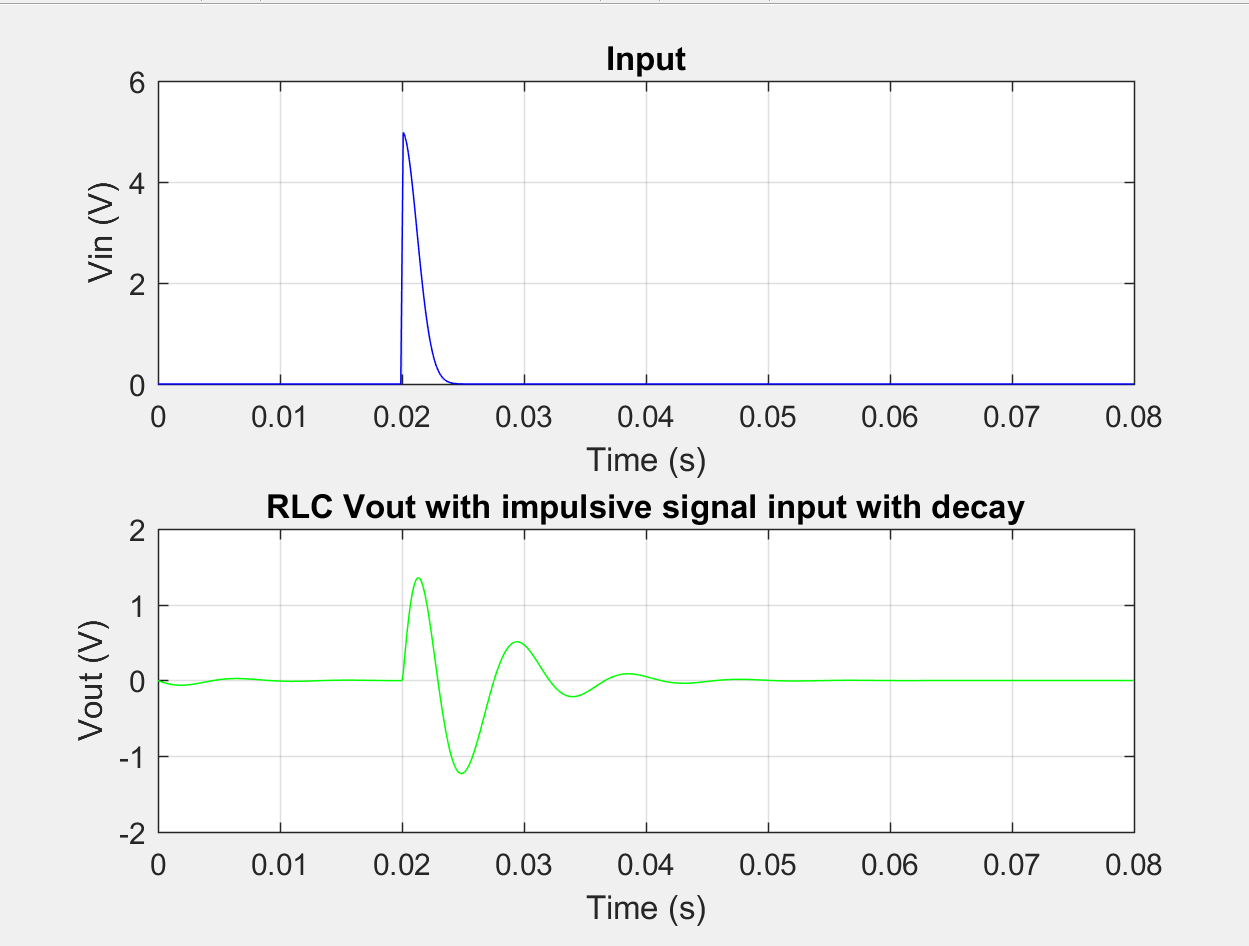 Input
6
4
2
0
Vin (V)
0 0.01 0.02 0.03 0.04 0.05 0.06 0.07 0.08
Time (s)
RLC Vout with impulsive signal input with decay
2
1
0
-1
-2
Vout (V)
0 0.01 0.02 0.03 0.04 0.05 0.06 0.07 0.08
Time (s)